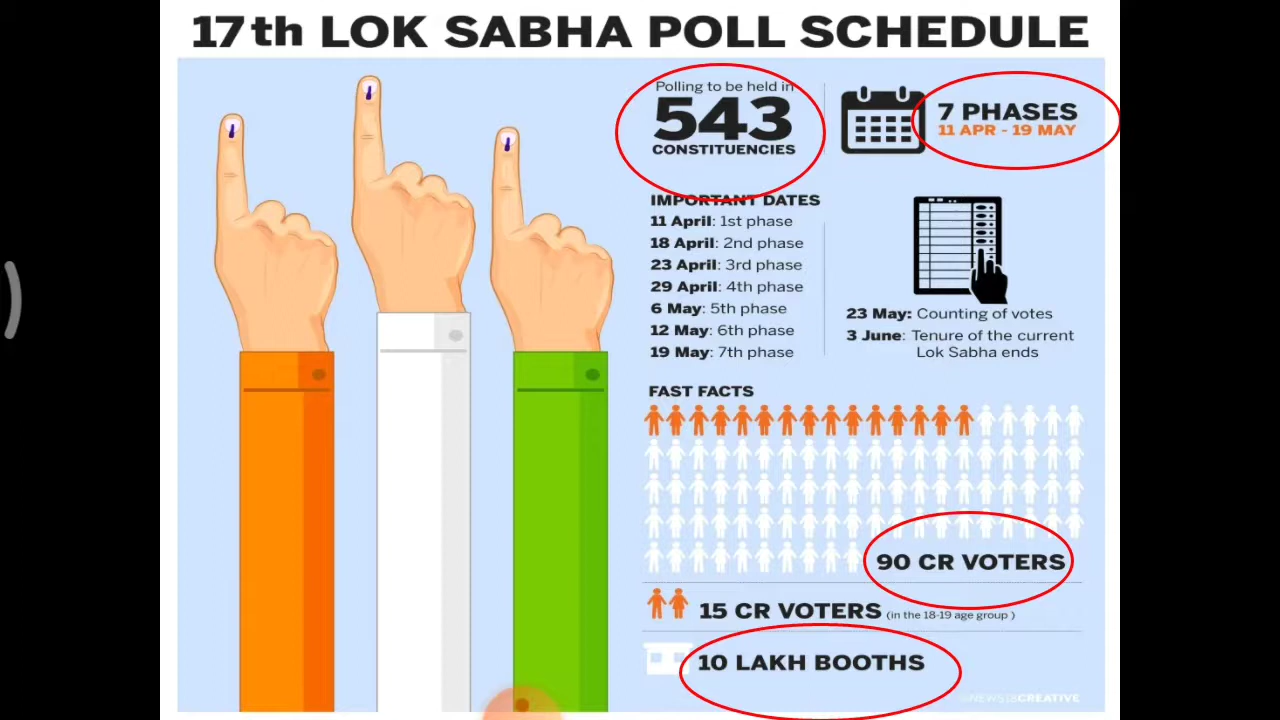 17th LOK SABHA POLL SCHEDULE
Polling to be held in
543
CONSTITUENCIES
7 PHASES
11 APR - 19 MAY
IMPORTANT DATES
11 April: 1st phase
18 April: 2nd phase
23 April: 3rd phase
29 April: 4th phase
6 May: 5th phase
12 May: 6th phase
19 May: 7th phase
23 May: Counting of votes
3 June: Tenure of the current
Lok Sabha ends
FAST FACTS
90 CR VOTERS
15 CR VOTERS (in the 18-19 age group )
10 LAKH BOOTHS
NEWS18CREATIVE